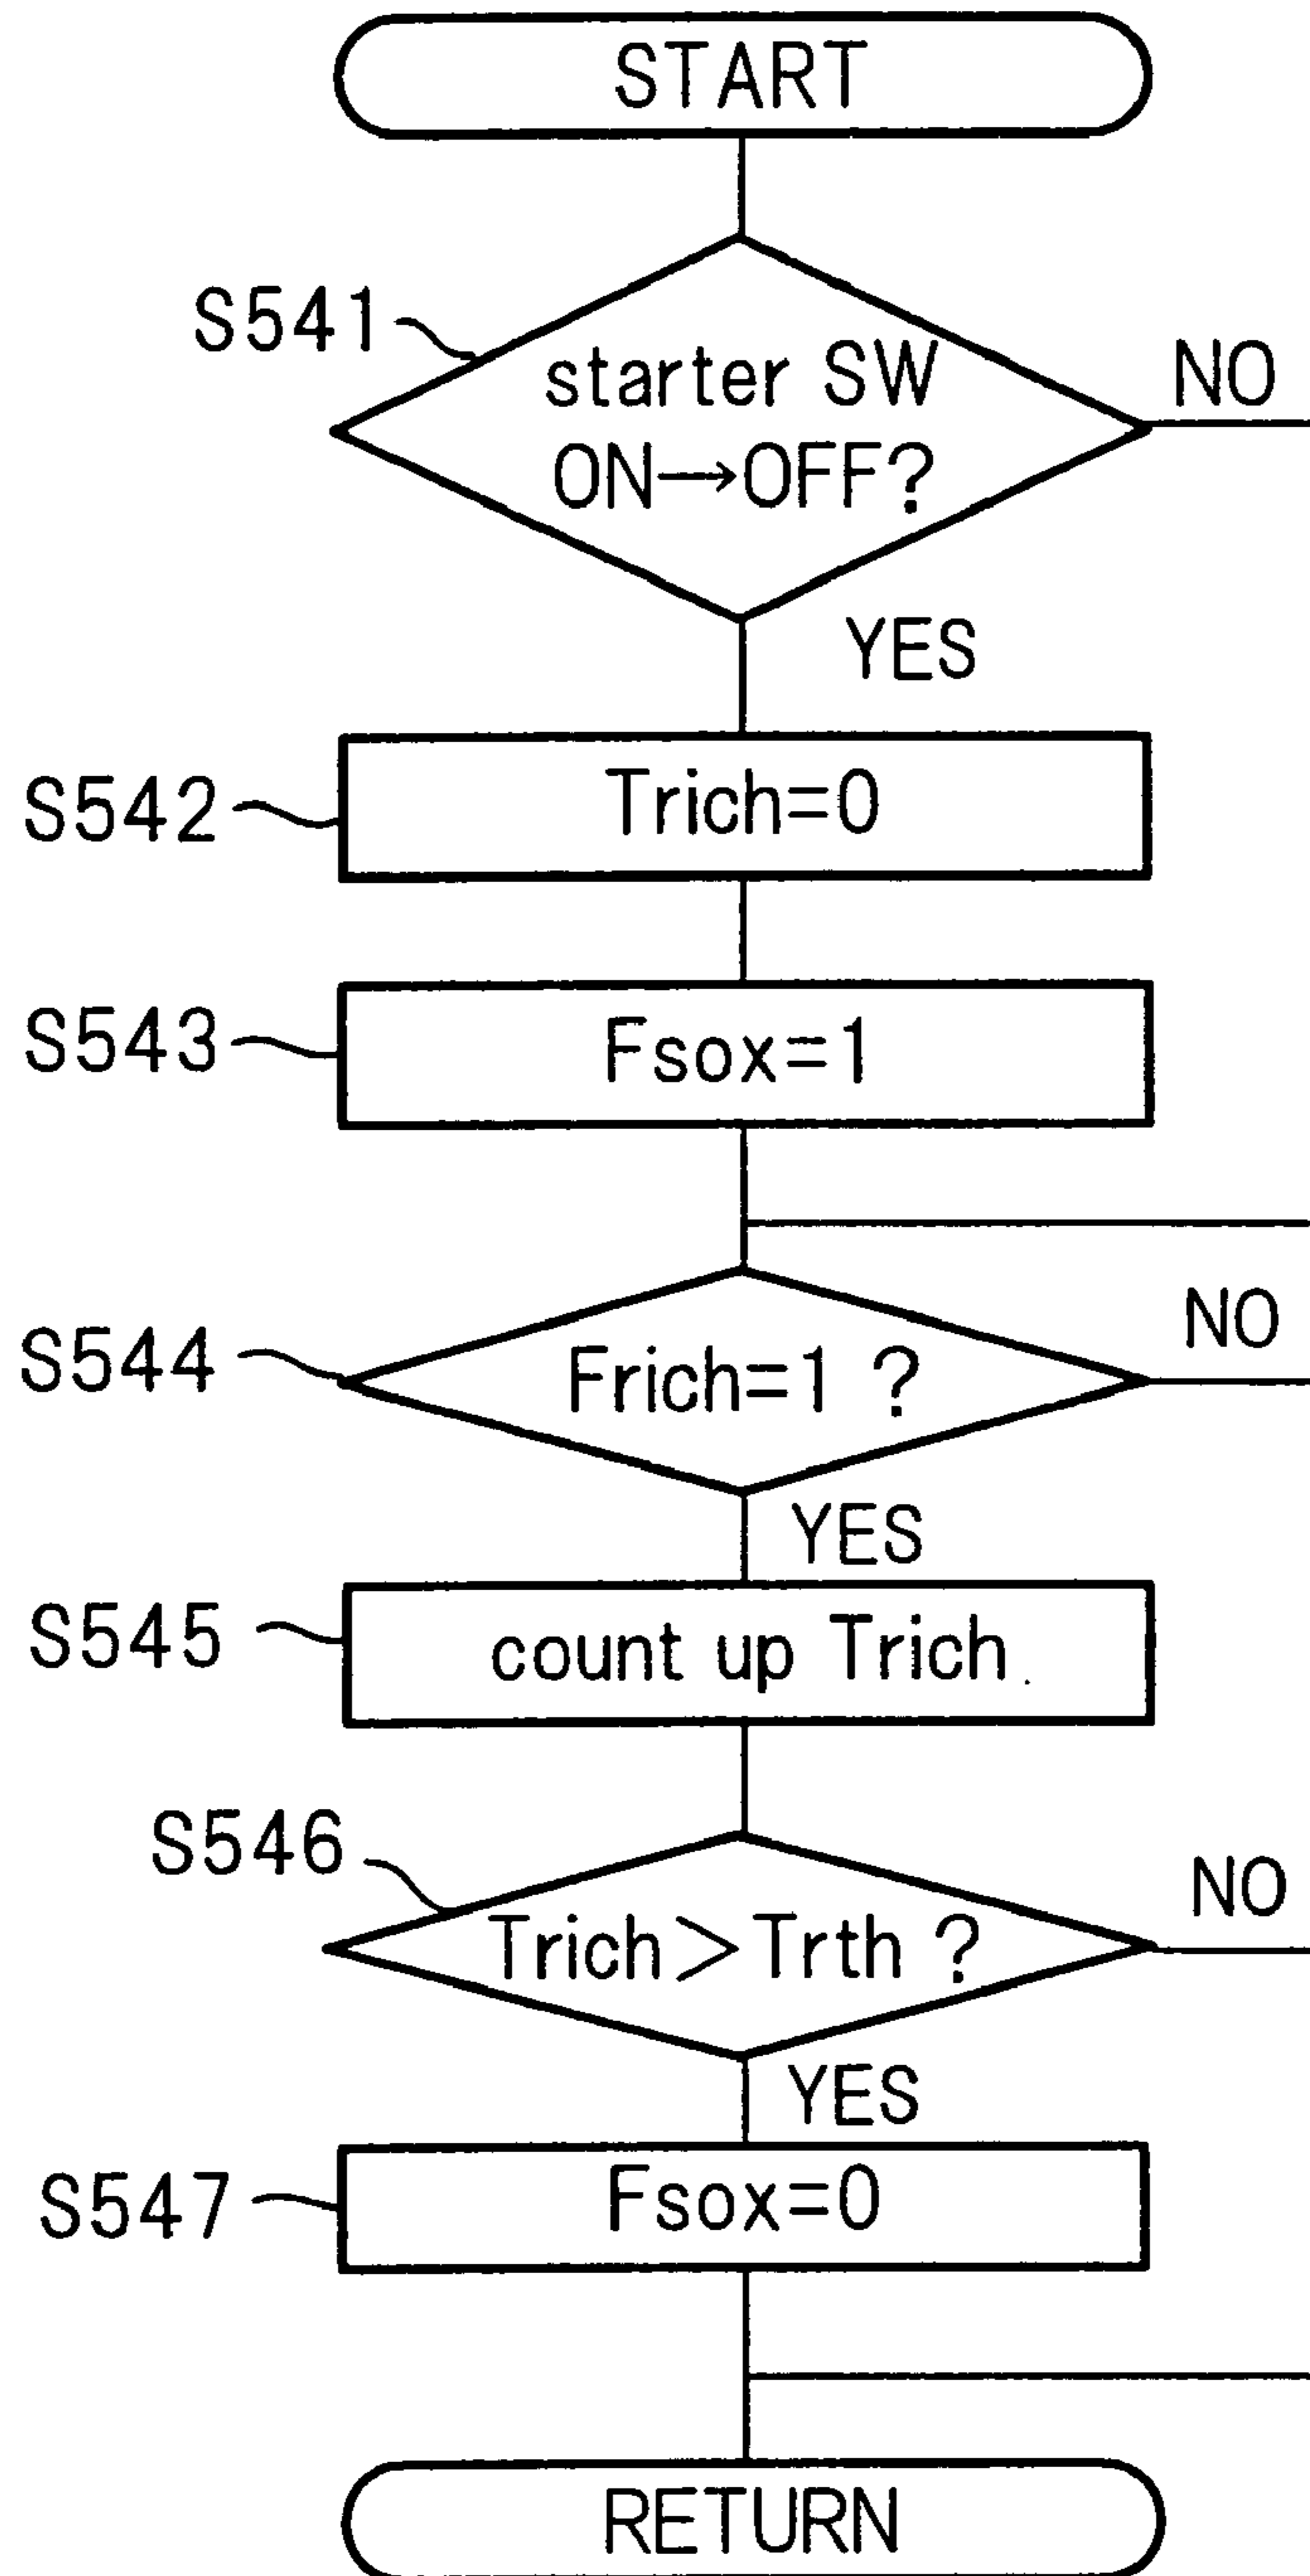 START
S541
starter SW
ON→OFF?
NO
YES
S542
Trich=0
S543
Fsox=1
S544
Frich=1 ?
NO
YES
S545
count up Trich
S546
Trich>Trth ?
NO
YES
S547
Fsox=0
RETURN